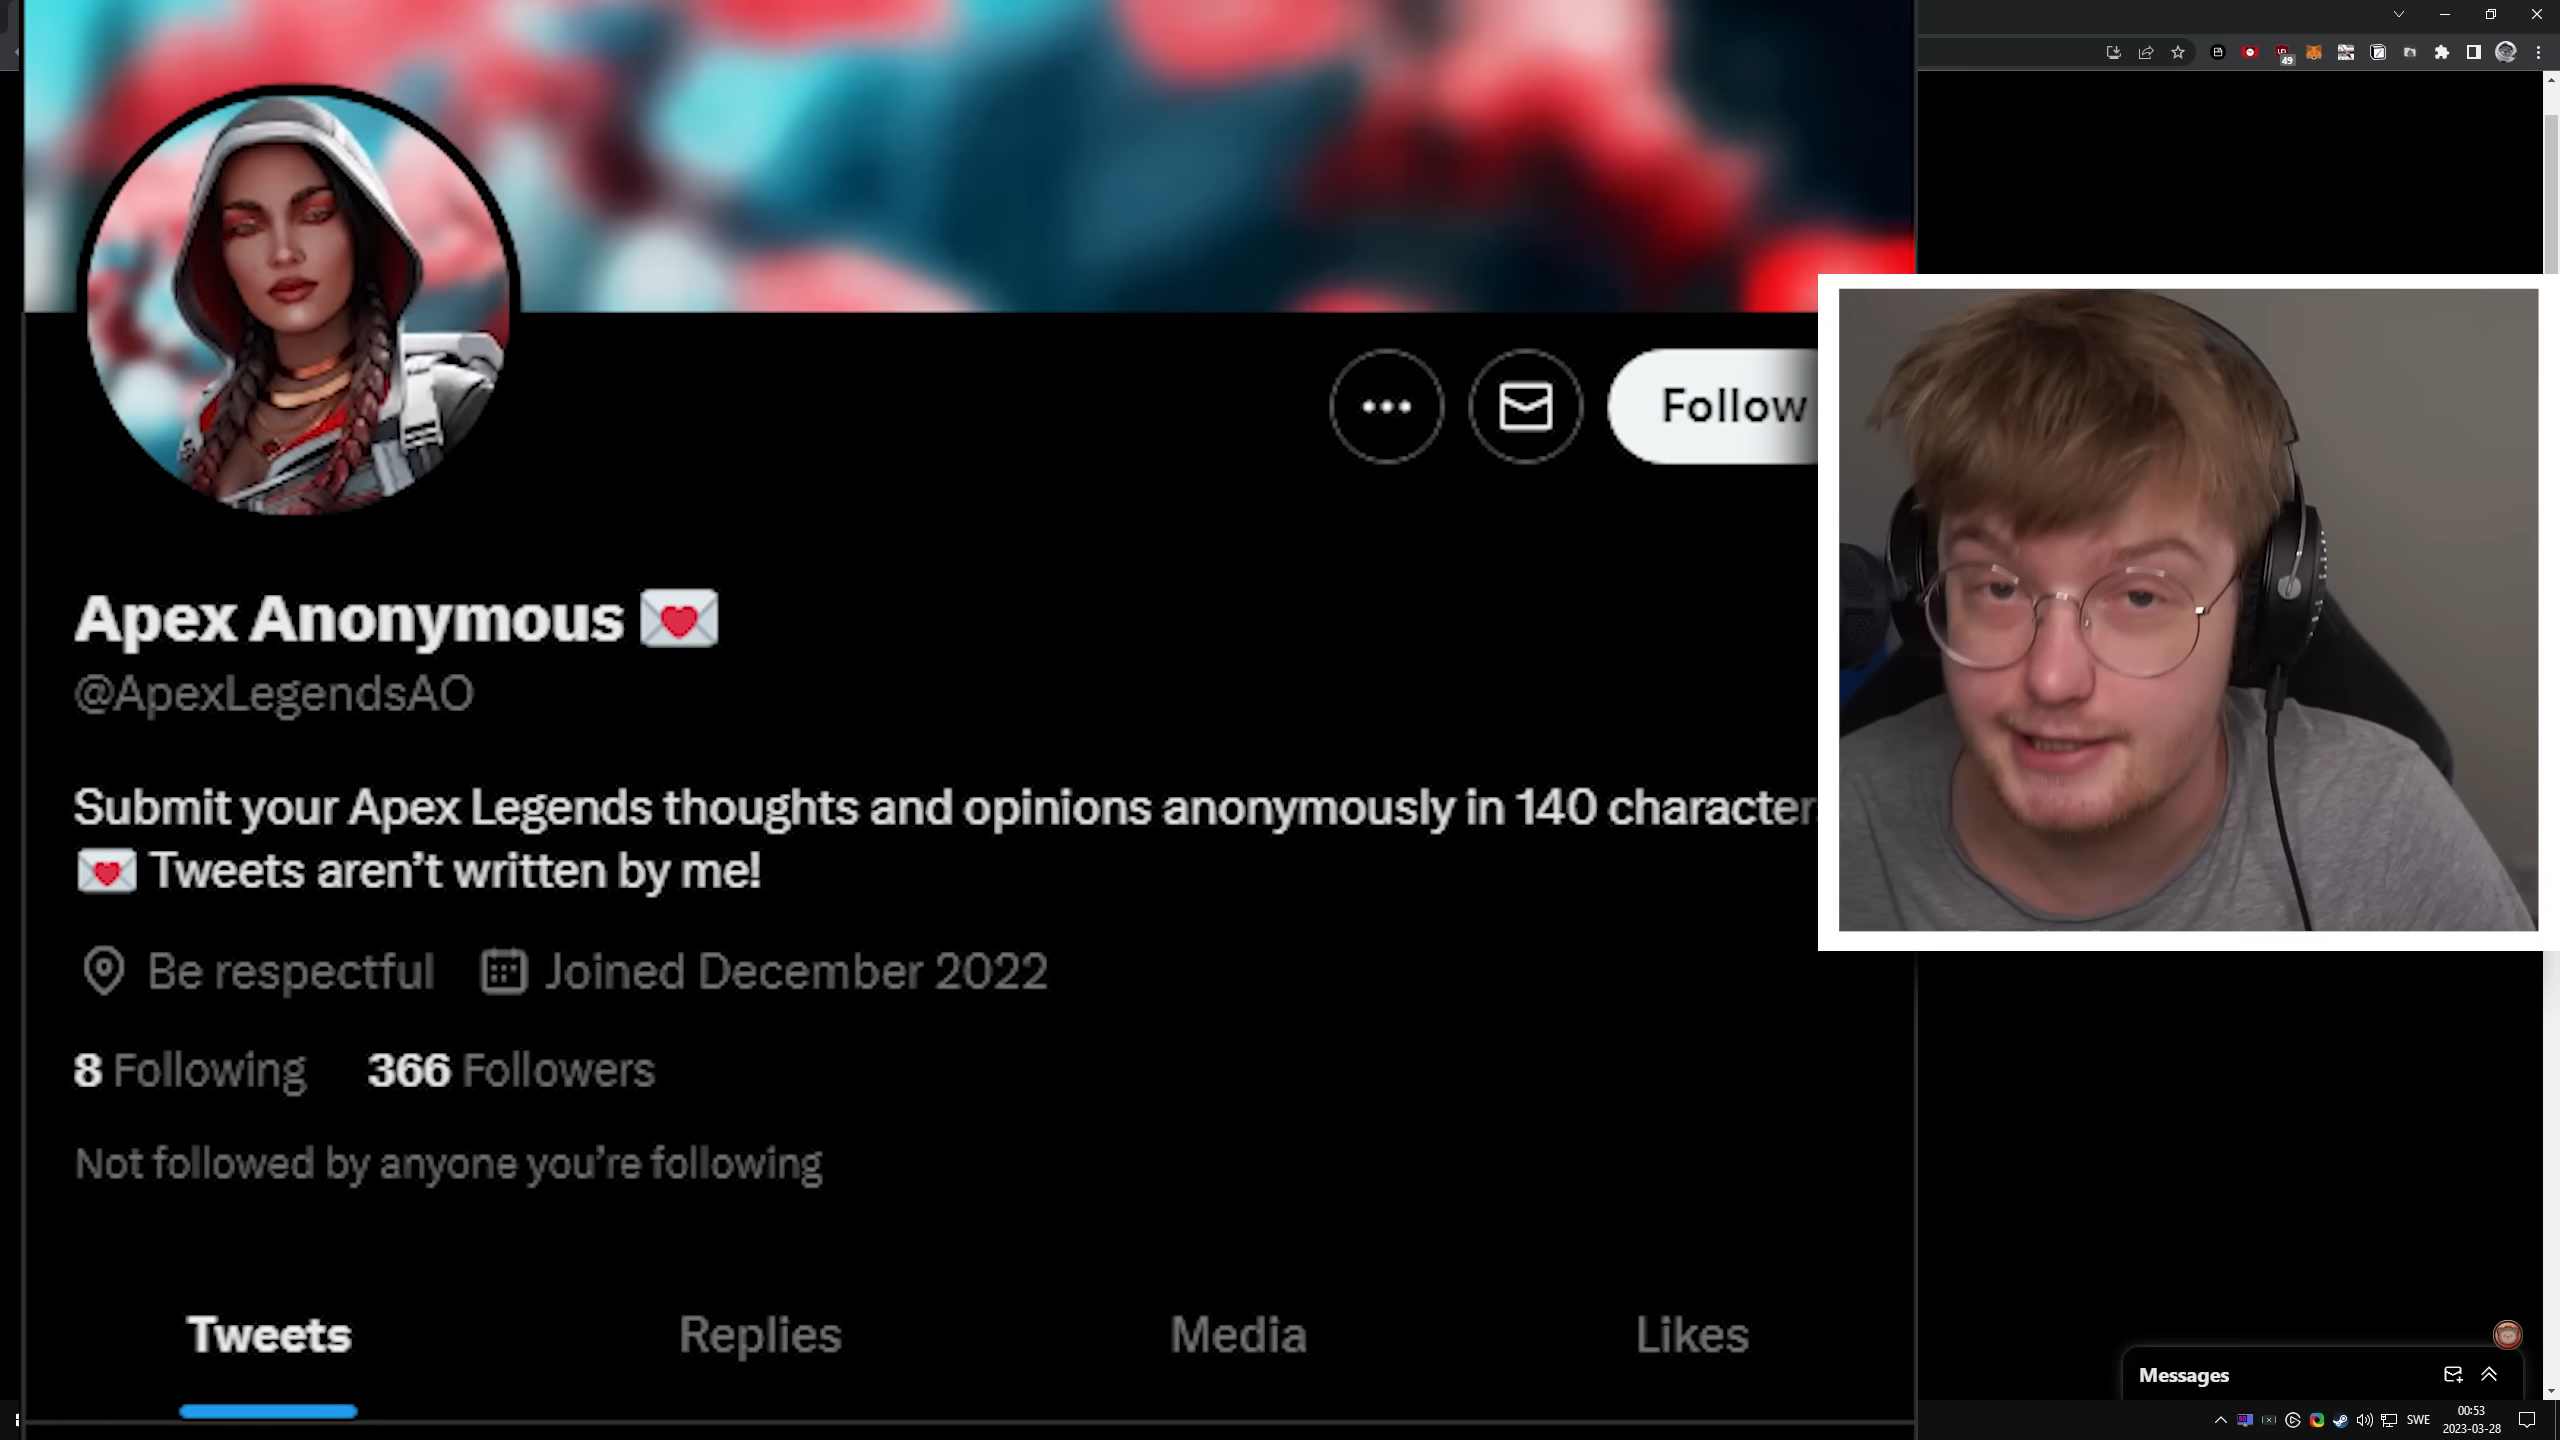 49
Follow
Apex Anonymous
@ApexLegendsAO
Submit your Apex Legends thoughts and opinions anonymously in 140 character
Tweets aren't written by me!
Be respectful Joined December 2022
8 Following 366 Followers
Not followed by anyone you're following
Tweets Replies Media Likes
Messages
SWE
00:53
2023-03-28